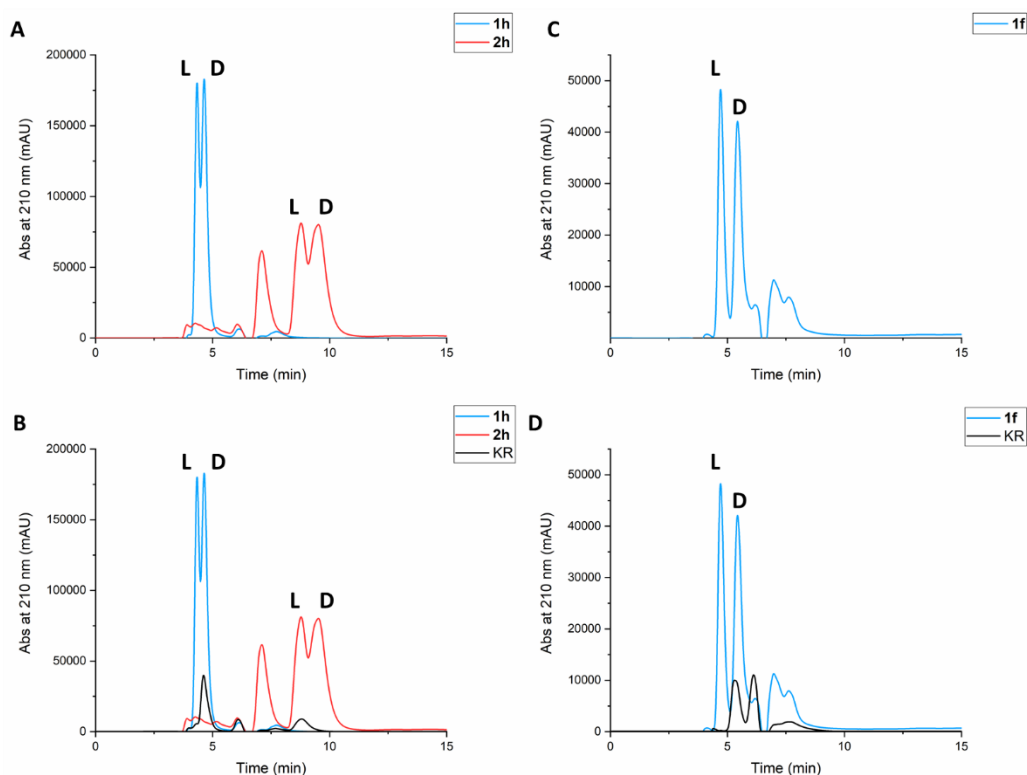 A
1h
2h
L D
L D
200000
150000
100000
50000
0
Abs at 210 nm (mAU)
0 5 10 15
Time (min)
C
1f
L
D
50000
40000
30000
20000
10000
0
Abs at 210 nm (mAU)
0 5 10 15
Time (min)
B
1h
2h
KR
L D
L D
200000
150000
100000
50000
0
Abs at 210 nm (mAU)
0 5 10 15
Time (min)
D
1f
KR
L
D
50000
40000
30000
20000
10000
0
Abs at 210 nm (mAU)
0 5 10 15
Time (min)